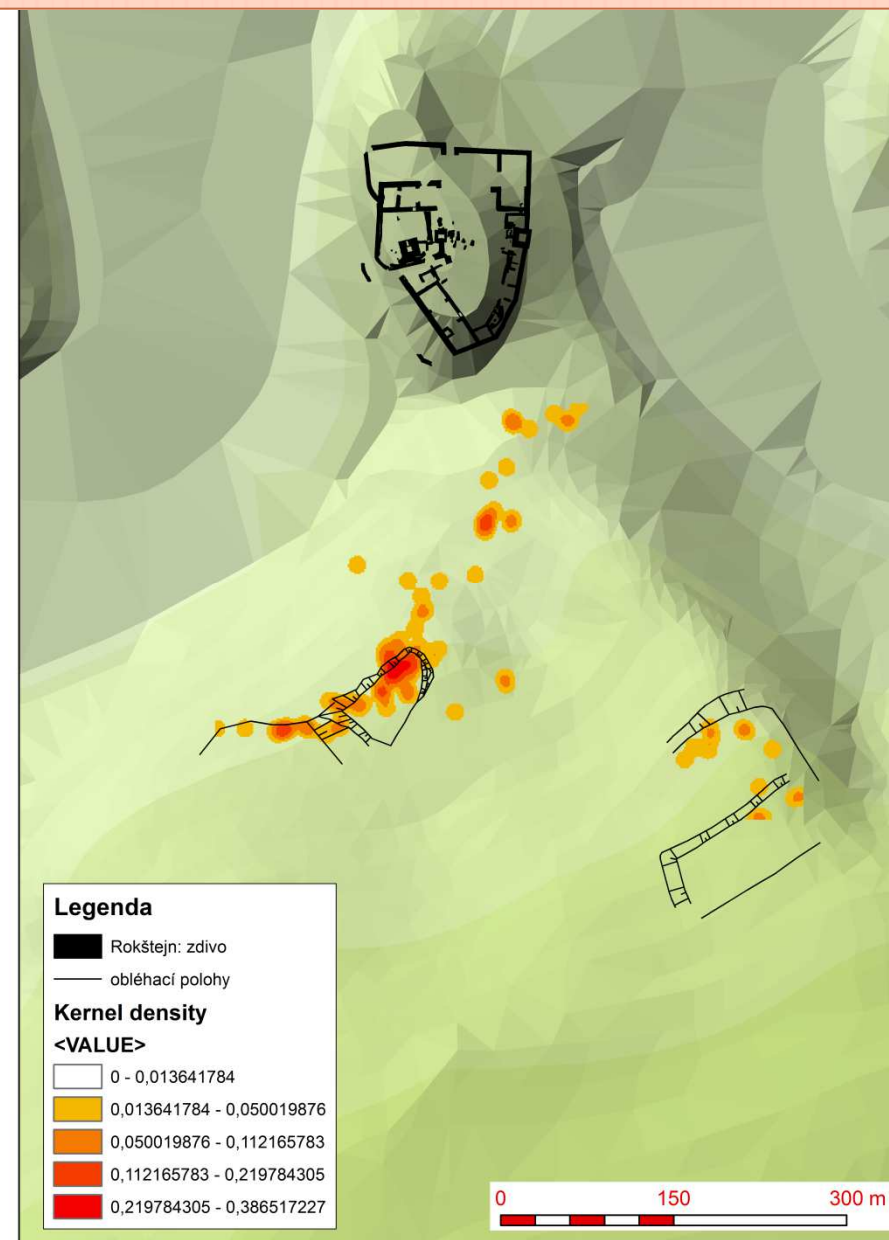 Legenda
Rokštejn: zdivo
obléhací polohy
Kernel density
<VALUE>
0 - 0,013641784
0,013641784 - 0,050019876
0,050019876 - 0,112165783
0,112165783 - 0,219784305
0,219784305 - 0,386517227
0 150 300 m